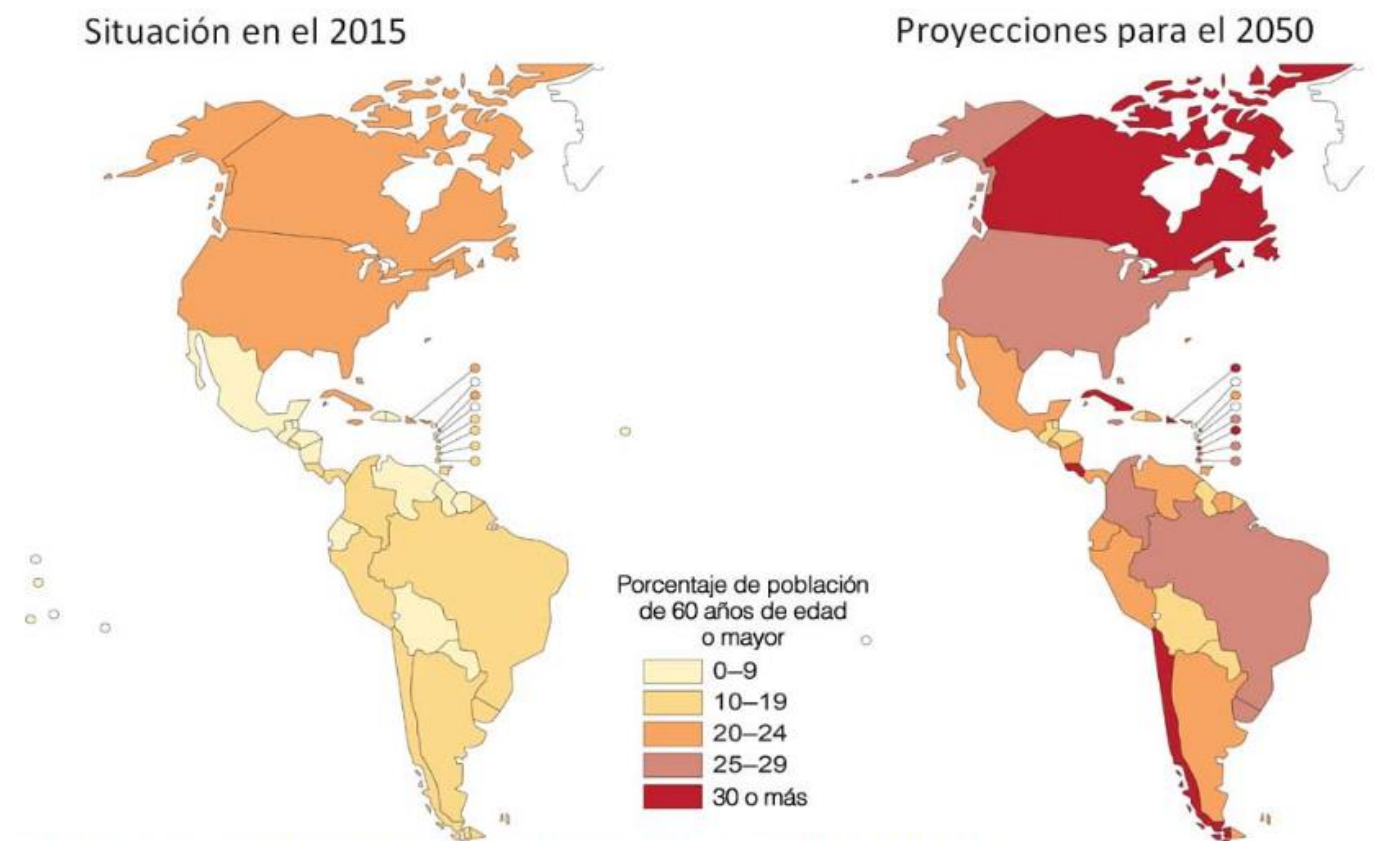 Situación en el 2015
Proyecciones para el 2050
Porcentaje de población
de 60 años de edad
o mayor
0–9
10–19
20–24
25–29
30 o más